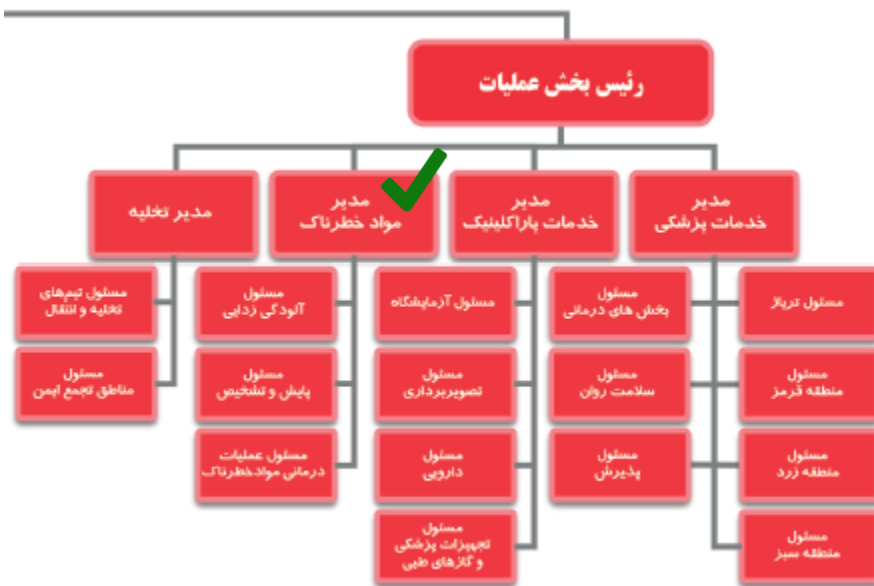 رئیس بخش عملیات
مدیر
خدمات پزشکی
مدیر
خدمات پاراکلینیک
مدیر
مواد خطرناک
مدیر تخلیه
مسئول تریاژ
مسئول
منطقه قرمز
مسئول
منطقه زرد
مسئول
منطقه سبز
مسئول
بخش های درمانی
مسئول
سلامت روان
مسئول
پذیرش
مسئول آزمایشگاه
مسئول
تصویربرداری
مسئول
دارویی
مسئول
تجهیزات پزشکی
و گازهای طبی
مسئول
آلودگی زدایی
مسئول
پایش و تشخیص
مسئول عملیات
درمانی مواد خطرناک
مسئول تیم‌های
تخلیه و انتقال
مسئول
مناطق تجمع ایمن